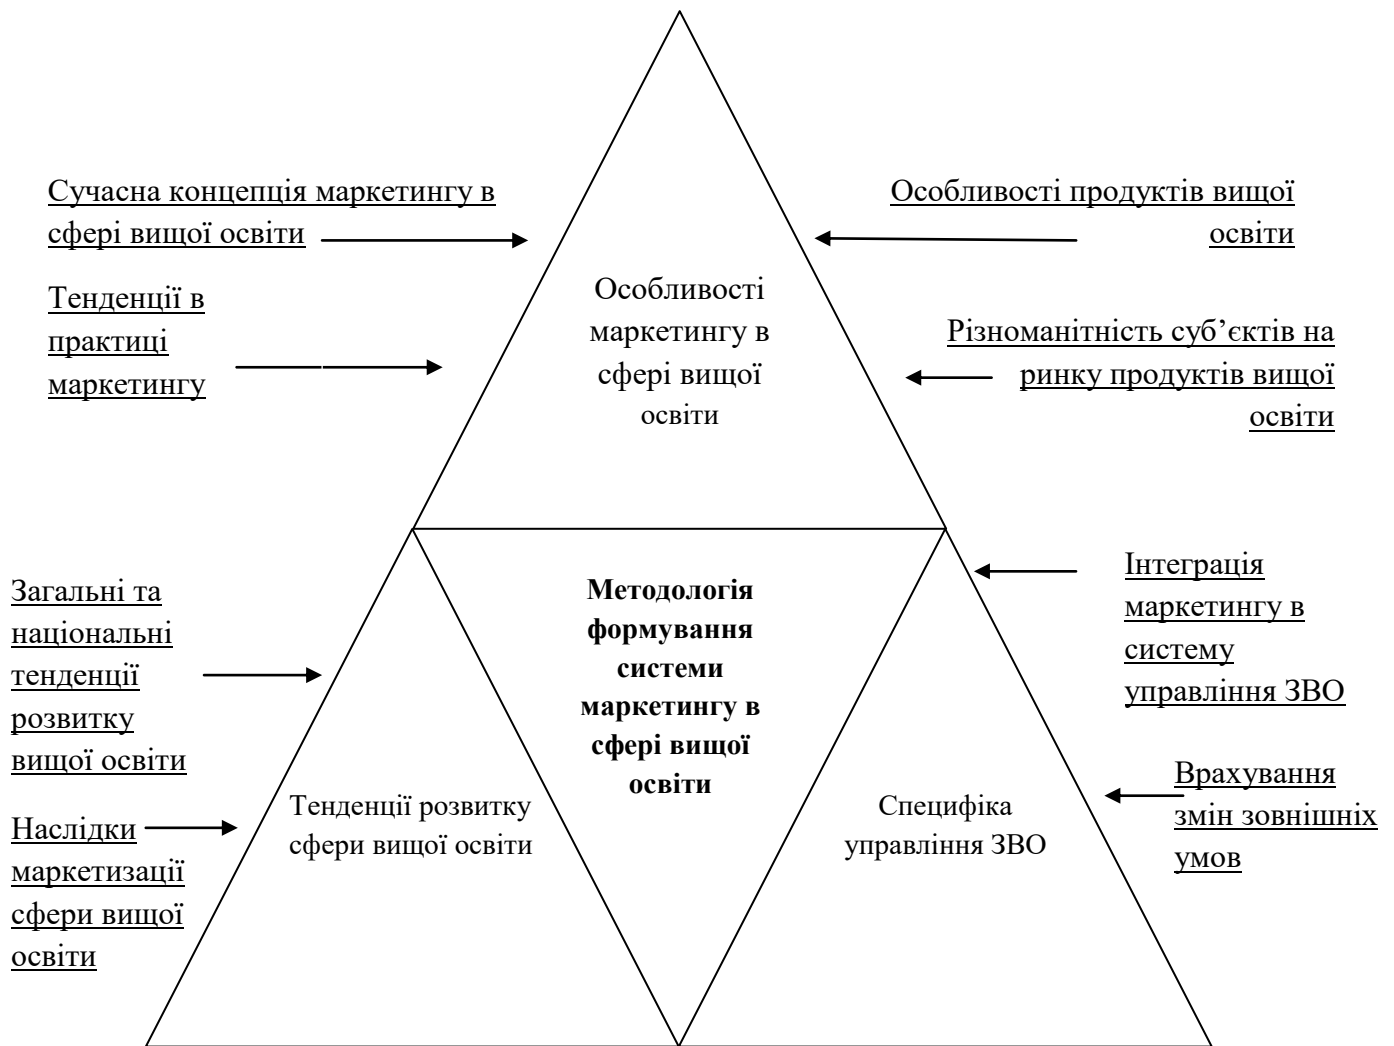 Сучасна концепція маркетингу в
сфері вищої освіти
Тенденції в
практиці
маркетингу
Особливості продуктів вищої
освіти
Різноманітність суб’єктів на
ринку продуктів вищої
освіти
Особливості
маркетингу в
сфері вищої
освіти
Загальні та
національні
тенденції
розвитку
вищої освіти
Наслідки
маркетизації
сфери вищої
освіти
Тенденції розвитку
сфери вищої освіти
Методологія
формування
системи
маркетингу в
сфері вищої
освіти
Специфіка
управління ЗВО
Інтеграція
маркетингу в
систему
управління ЗВО
Врахування
змін зовнішніх
умов